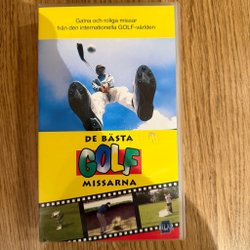 Galna och roliga missar
från den internationella GOLF-världen
DE BÄSTA
GOLF
MISSARNA